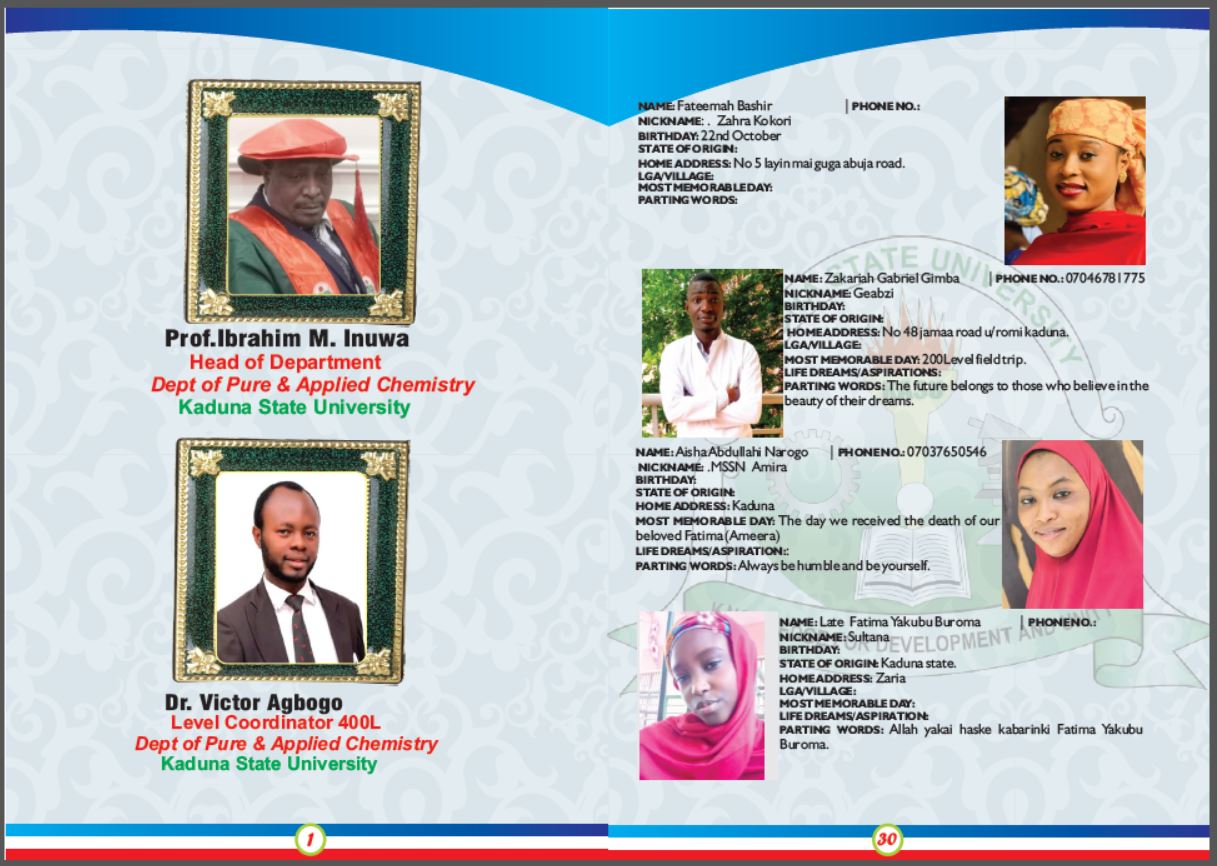 Prof.Ibrahim M. Inuwa
Head of Department
Dept of Pure & Applied Chemistry
Kaduna State University
Dr. Victor Agbogo
Level Coordinator 400L
Dept of Pure & Applied Chemistry
Kaduna State University
1
NAME: Fateemah Bashir | PHONE NO.:
NICKNAME: . Zahra Kokori
BIRTHDAY: 22nd October
STATE OF ORIGIN:
HOME ADDRESS: No 5 layin mai guga abuja road.
LGA/VILLAGE:
MOST MEMORABLE DAY:
PARTING WORDS:
STATE UNIVERSITY
NAME: Zakariah Gabriel Gimba | PHONE NO.: 07046781775
NICKNAME: Geabzi
BIRTHDAY:
STATE OF ORIGIN:
HOME ADDRESS: No 48 jamaa road u/romi kaduna.
LGA/VILLAGE:
MOST MEMORABLE DAY: 200Level field trip.
LIFE DREAMS/ASPIRATIONS:
PARTING WORDS: The future belongs to those who believe in the
beauty of their dreams.
NAME: Aisha Abdullahi Narogo | PHONE NO.: 07037650546
NICKNAME: .MSSN Amira
BIRTHDAY:
STATE OF ORIGIN:
HOME ADDRESS: Kaduna
MOST MEMORABLE DAY: The day we received the death of our
beloved Fatima (Ameera)
LIFE DREAMS/ASPIRATION::
PARTING WORDS: Always be humble and be yourself.
NAME: Late Fatima Yakubu Buroma | PHONE NO.:
NICKNAME: Sultana
BIRTHDAY:
STATE OF ORIGIN: Kaduna state.
HOME ADDRESS: Zaria
LGA/VILLAGE:
MOST MEMORABLE DAY:
LIFE DREAMS/ASPIRATION:
PARTING WORDS: Allah yakai haske kabarinki Fatima Yakubu
Buroma.
FOR DEVELOPMENT AND UNITY
30